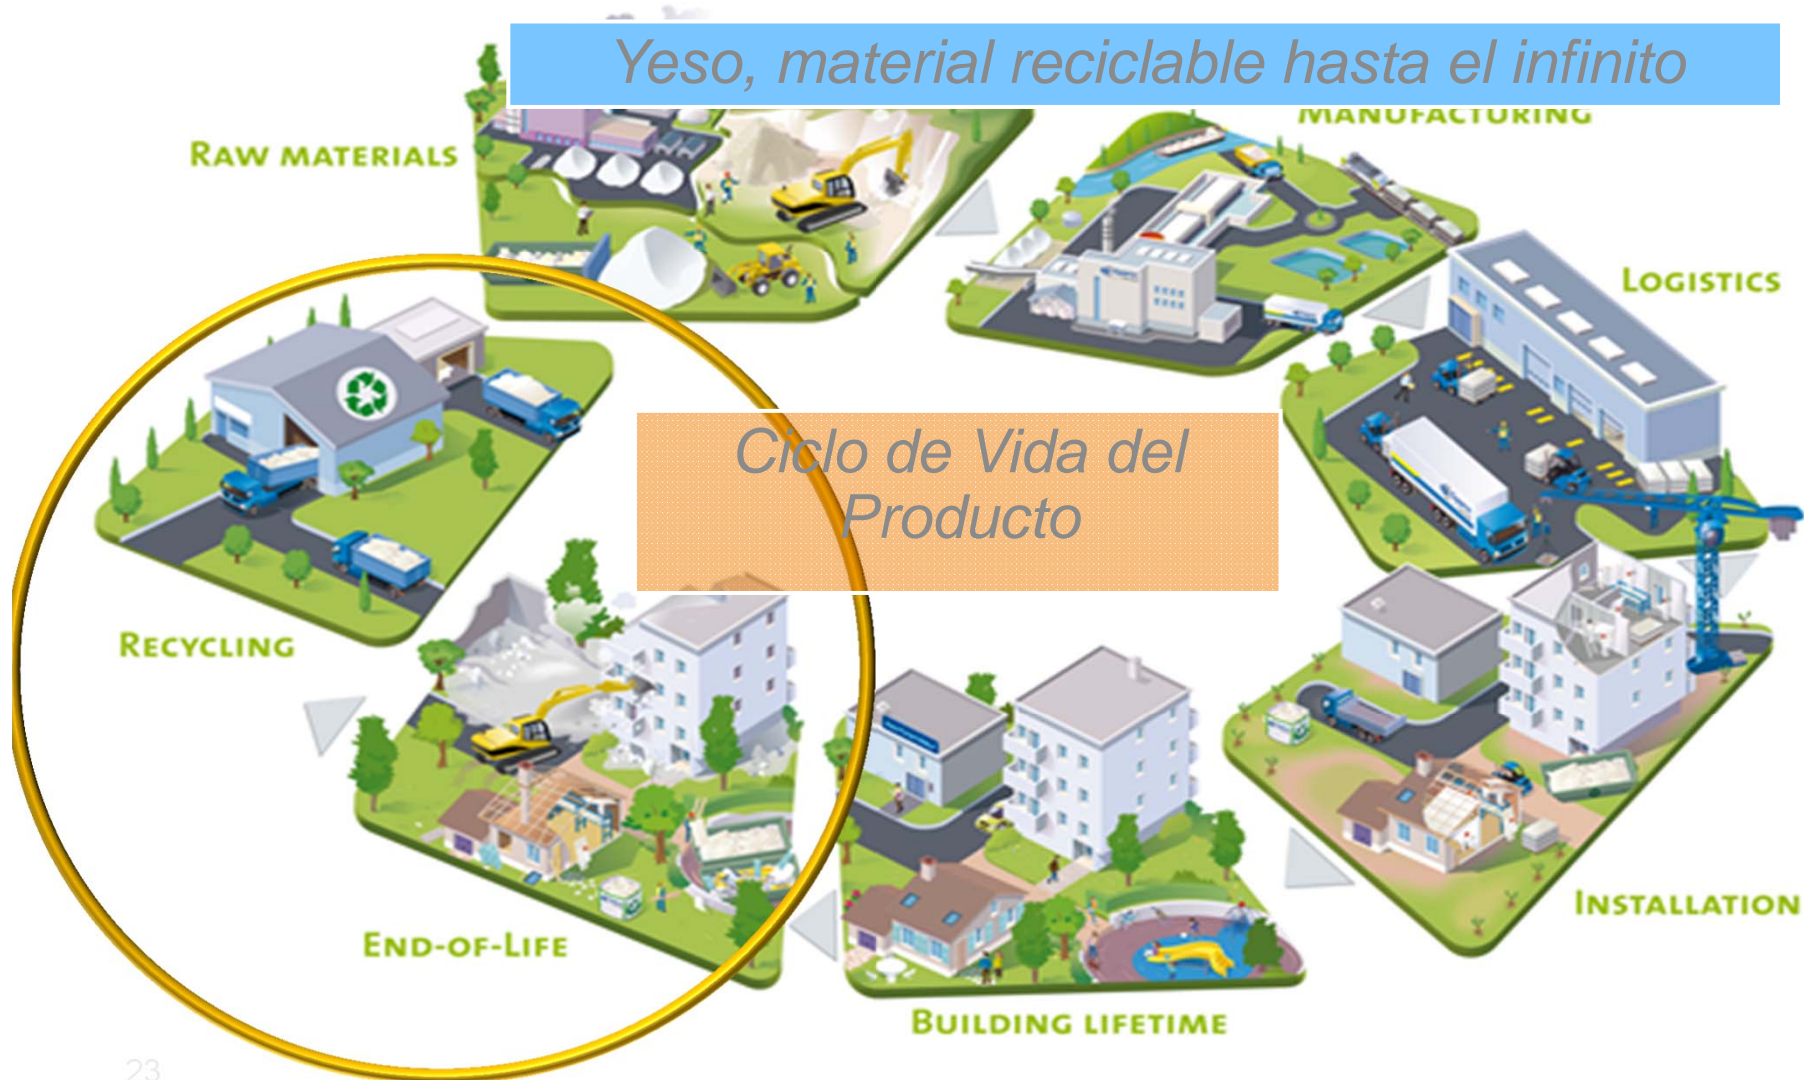 Yeso, material reciclable hasta el infinito
MANUFACTURING
RAW MATERIALS
LOGISTICS
Ciclo de Vida del
Producto
RECYCLING
INSTALLATION
END-OF-LIFE
BUILDING LIFETIME
23